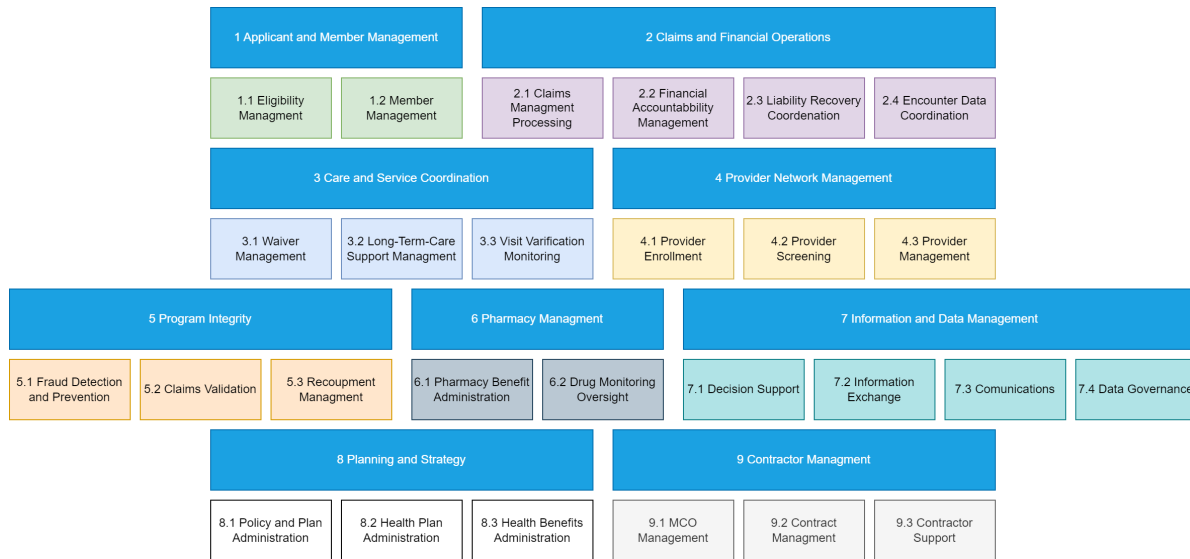 1 Applicant and Member Management
2 Claims and Financial Operations
1.1 Eligibility
Managment
1.2 Member
Management
2.1 Claims
Managment
Processing
2.2 Financial
Accountabbility
Management
2.3 Liability Recovery
Coordenation
2.4 Encounter Data
Coordination
3 Care and Service Coordination
4 Provider Network Management
3.1 Waiver
Management
3.2 Long-Term-Care
Support Managment
3.3 Visit Varification
Monitoring
4.1 Provider
Enrollment
4.2 Provider
Screening
4.3 Provider
Management
5 Program Integrity
6 Pharmacy Managment
7 Information and Data Management
5.1 Fraud Detection
and Prevention
5.2 Claims Validation
5.3 Recoupment
Managment
6.1 Pharmacy Benefit
Administration
6.2 Drug Monitoring
Oversight
7.1 Decision Support
7.2 Information
Exchange
7.3 Comunications
7.4 Data Governance
8 Planning and Strategy
9 Contractor Managment
8.1 Policy and Plan
Administration
8.2 Health Plan
Administration
8.3 Health Benefits
Administration
9.1 MCO
Management
9.2 Contract
Managment
9.3 Contractor
Support